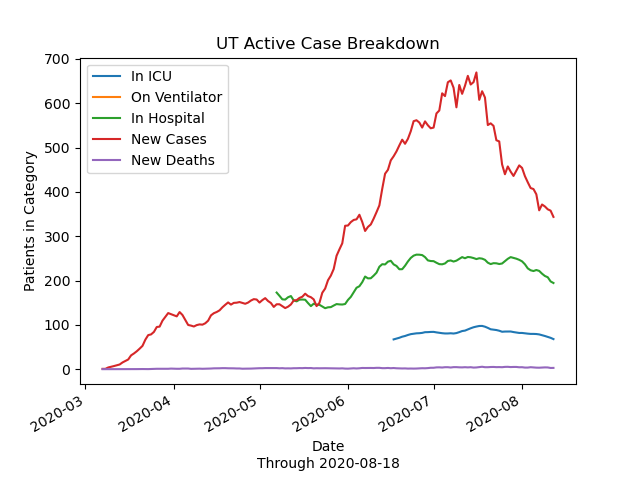 UT Active Case Breakdown
Patients in Category
700
600
500
400
300
200
100
0
In ICU
On Ventilator
In Hospital
New Cases
New Deaths
2020-03
2020-04
2020-05
2020-06
2020-07
2020-08
Date
Through 2020-08-18